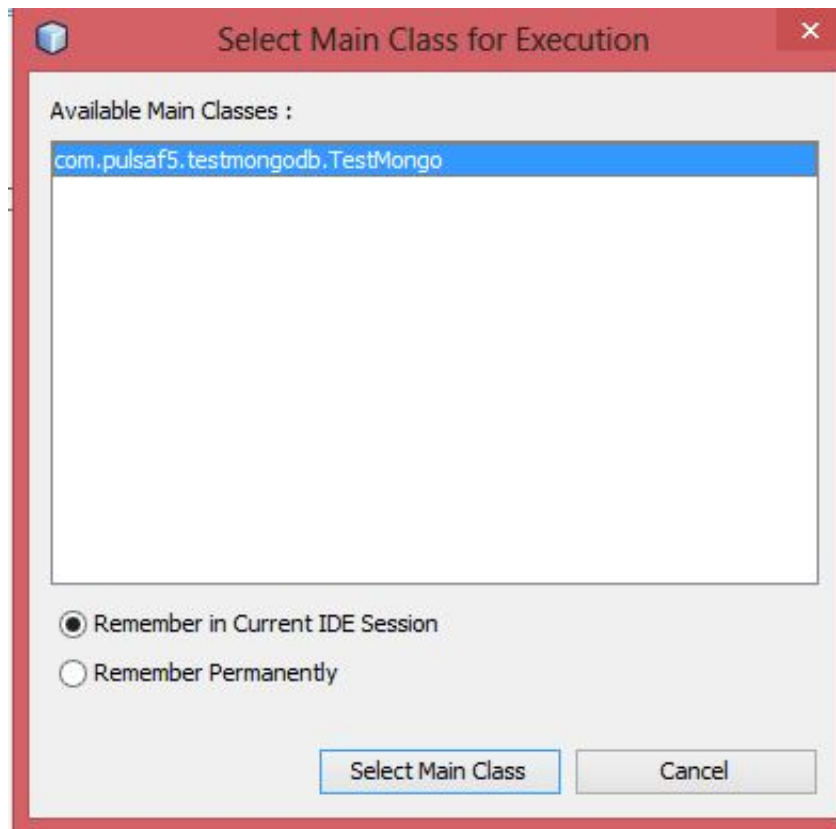 Select Main Class for Execution
Available Main Classes :
com.pulsaf5.testmongodb.TestMongo
Remember in Current IDE Session
Remember Permanently
Select Main Class
Cancel